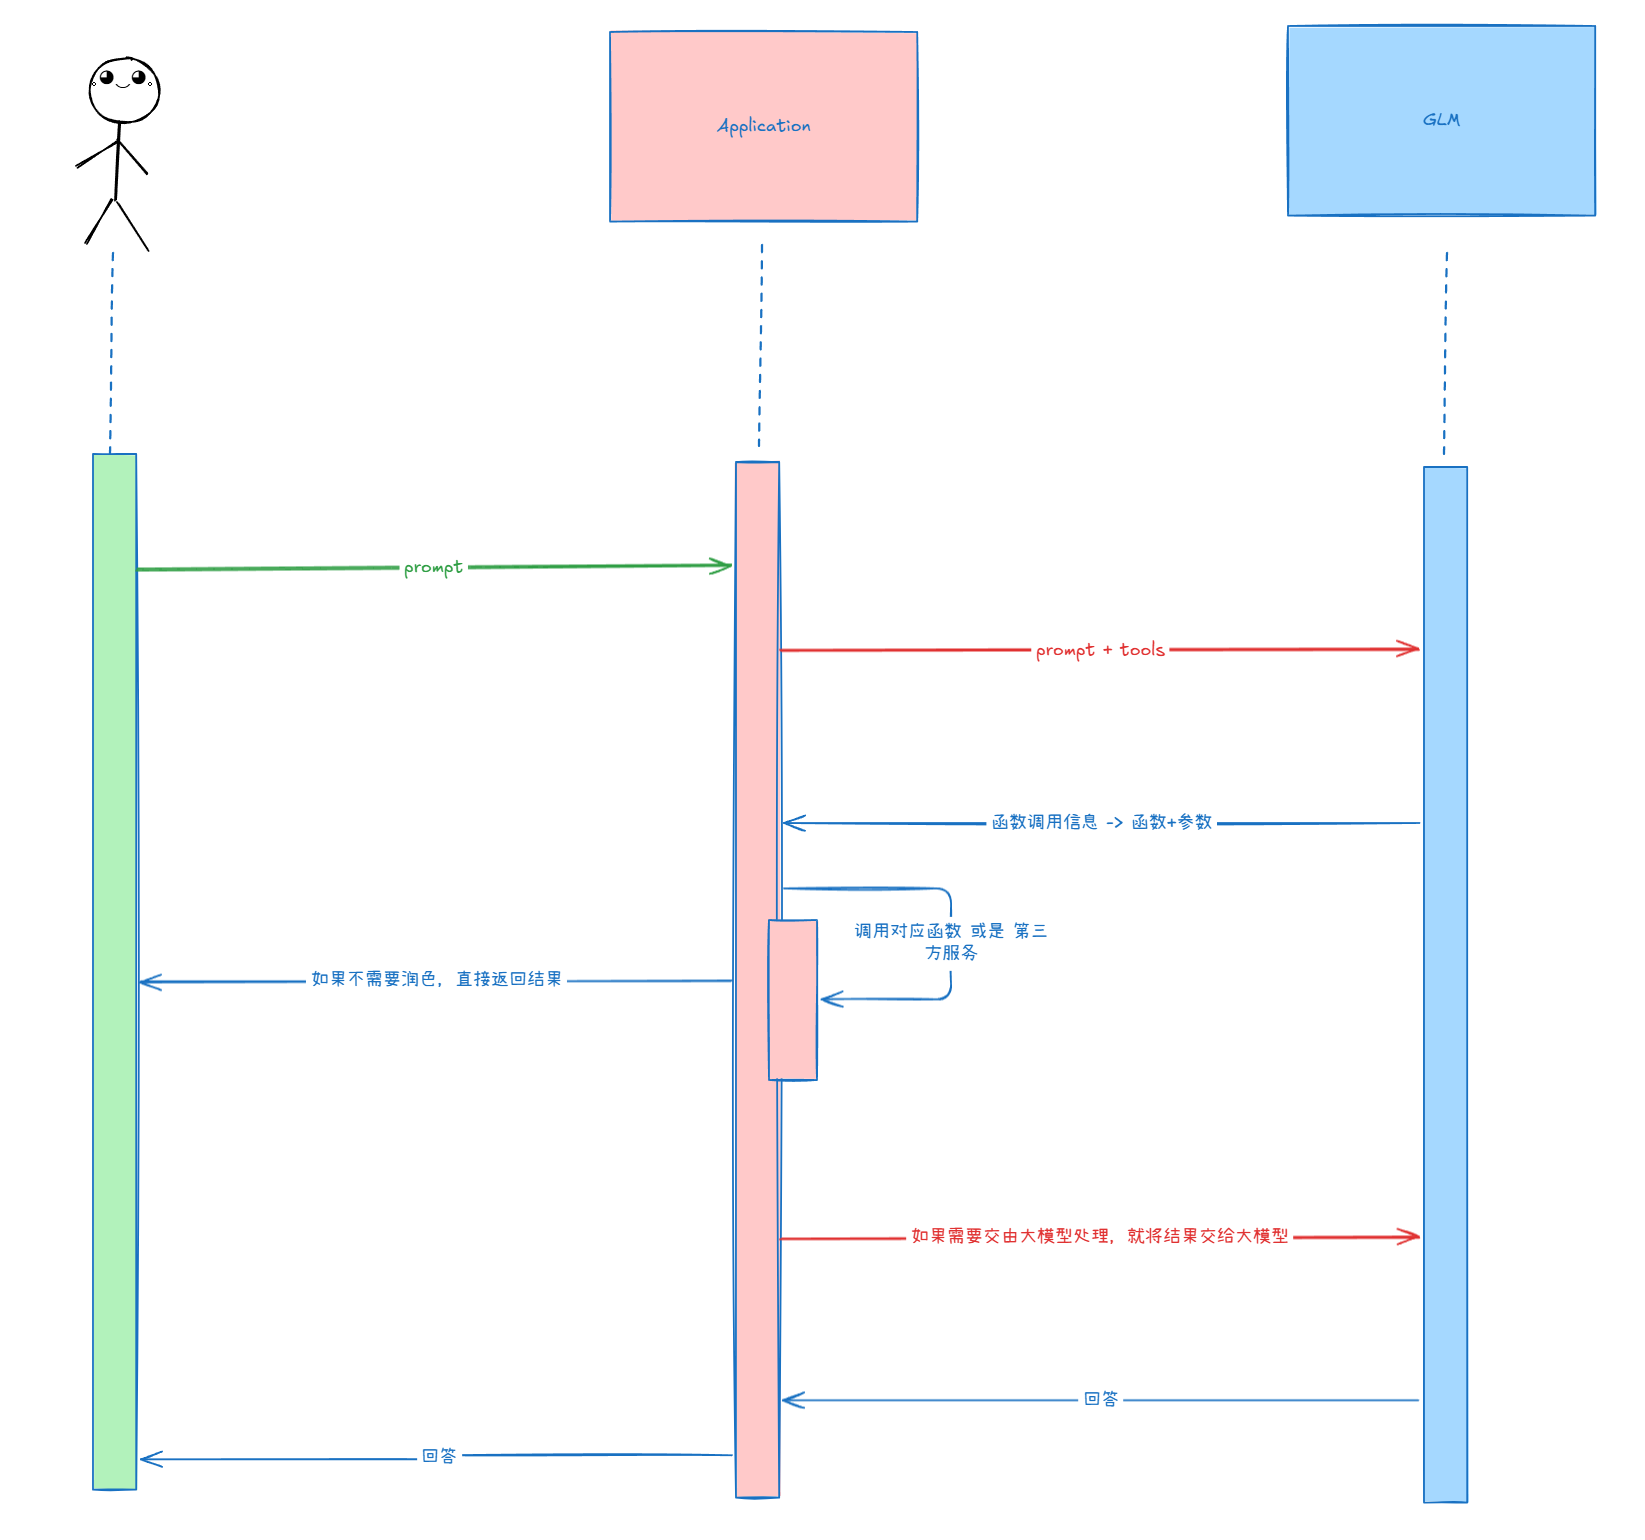 Application
GLM
prompt
prompt + tools
函数调用信息 -> 函数+参数
调用对应函数 或是 第三
方服务
如果不需要润色，直接返回结果
如果需要交由大模型处理，就将结果交给大模型
回答
回答